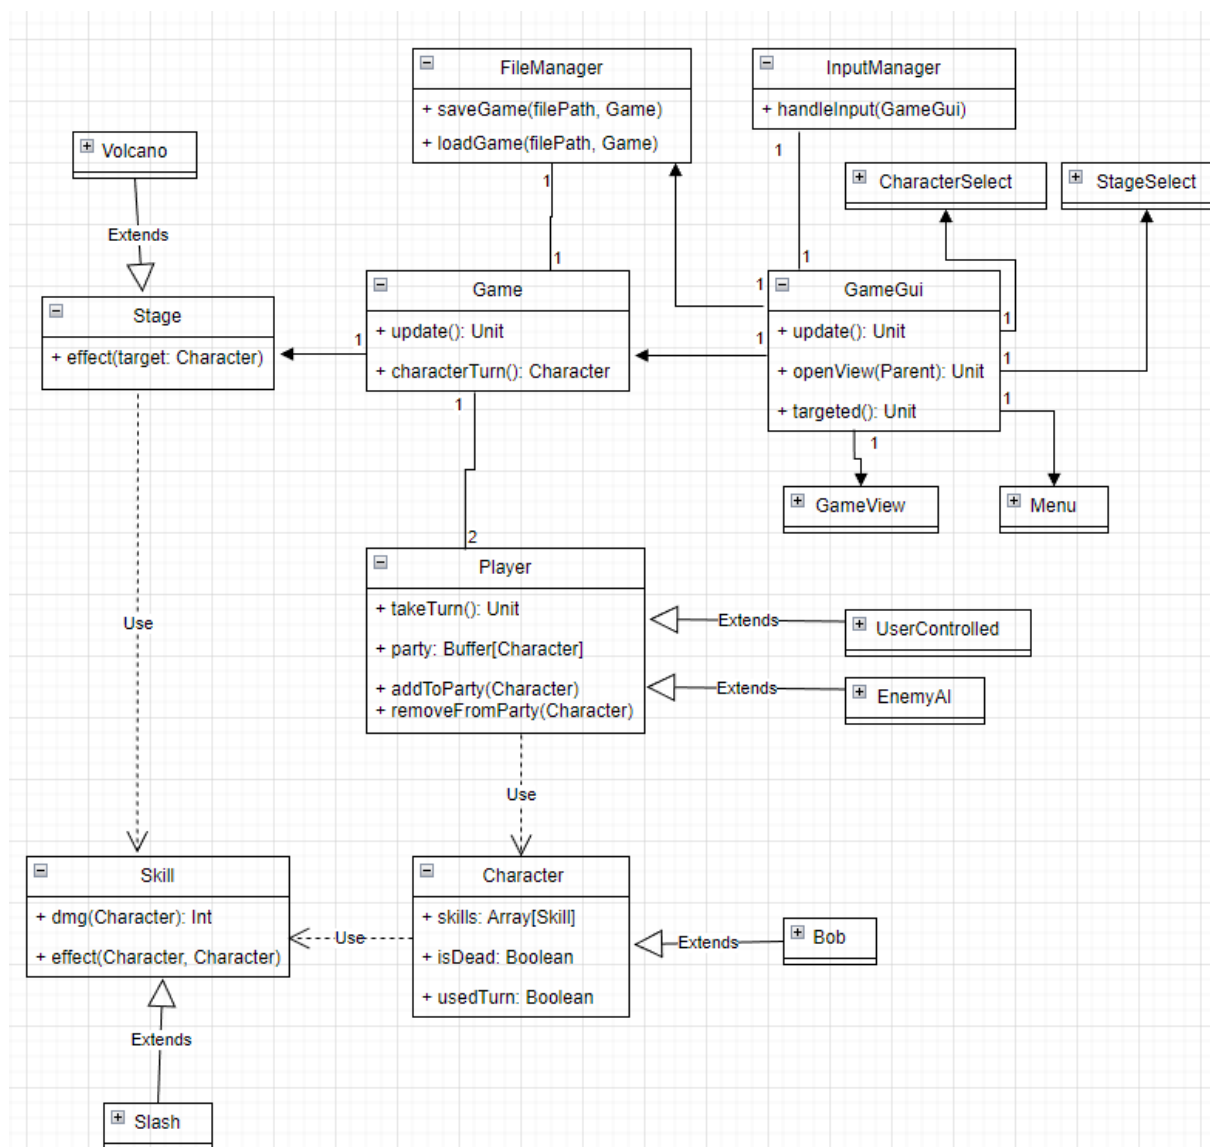 FileManager
+ saveGame(filePath, Game)
+ loadGame(filePath, Game)
InputManager
+ handleInput(GameGui)
Volcano
Extends
CharacterSelect
StageSelect
1
1
1
1
Stage
+ effect(target: Character)
1
Game
+ update(): Unit
+ characterTurn(): Character
1
1
1
GameGui
+ update(): Unit
+ openView(Parent): Unit
+ targeted(): Unit
1
1
1
1
GameView
Menu
2
Player
+ takeTurn(): Unit
+ party: Buffer[Character]
+ addToParty(Character)
+ removeFromParty(Character)
Extends
UserControlled
Extends
EnemyAI
Use
Use
Skill
+ dmg(Character): Int
+ effect(Character, Character)
Use
Character
+ skills: Array[Skill]
+ isDead: Boolean
+ usedTurn: Boolean
Extends
Bob
Extends
Slash